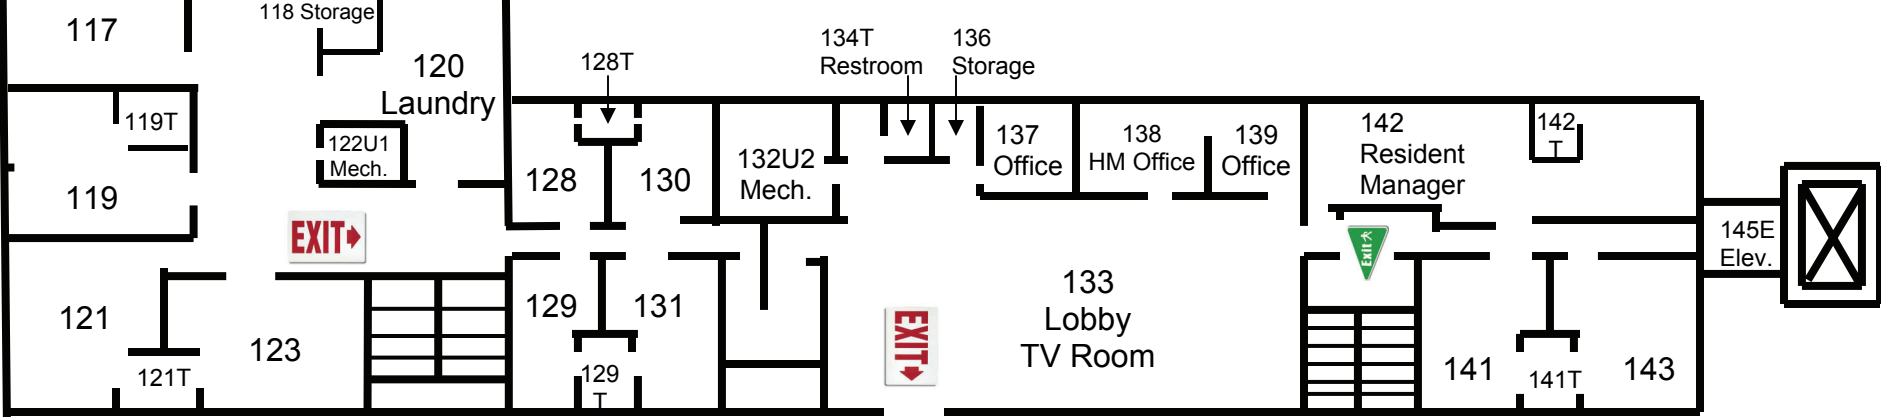 117
118 Storage
120
Laundry
128T
134T
Restroom
136
Storage
119T
119
122U1
Mech.
128
130
132U2
Mech.
137
Office
138
HM Office
139
Office
142
Resident
Manager
142
T
EXIT
Exit
145E
Elev.
121
121T
123
129
131
129
T
EXIT
133
Lobby
TV Room
141
141T
143